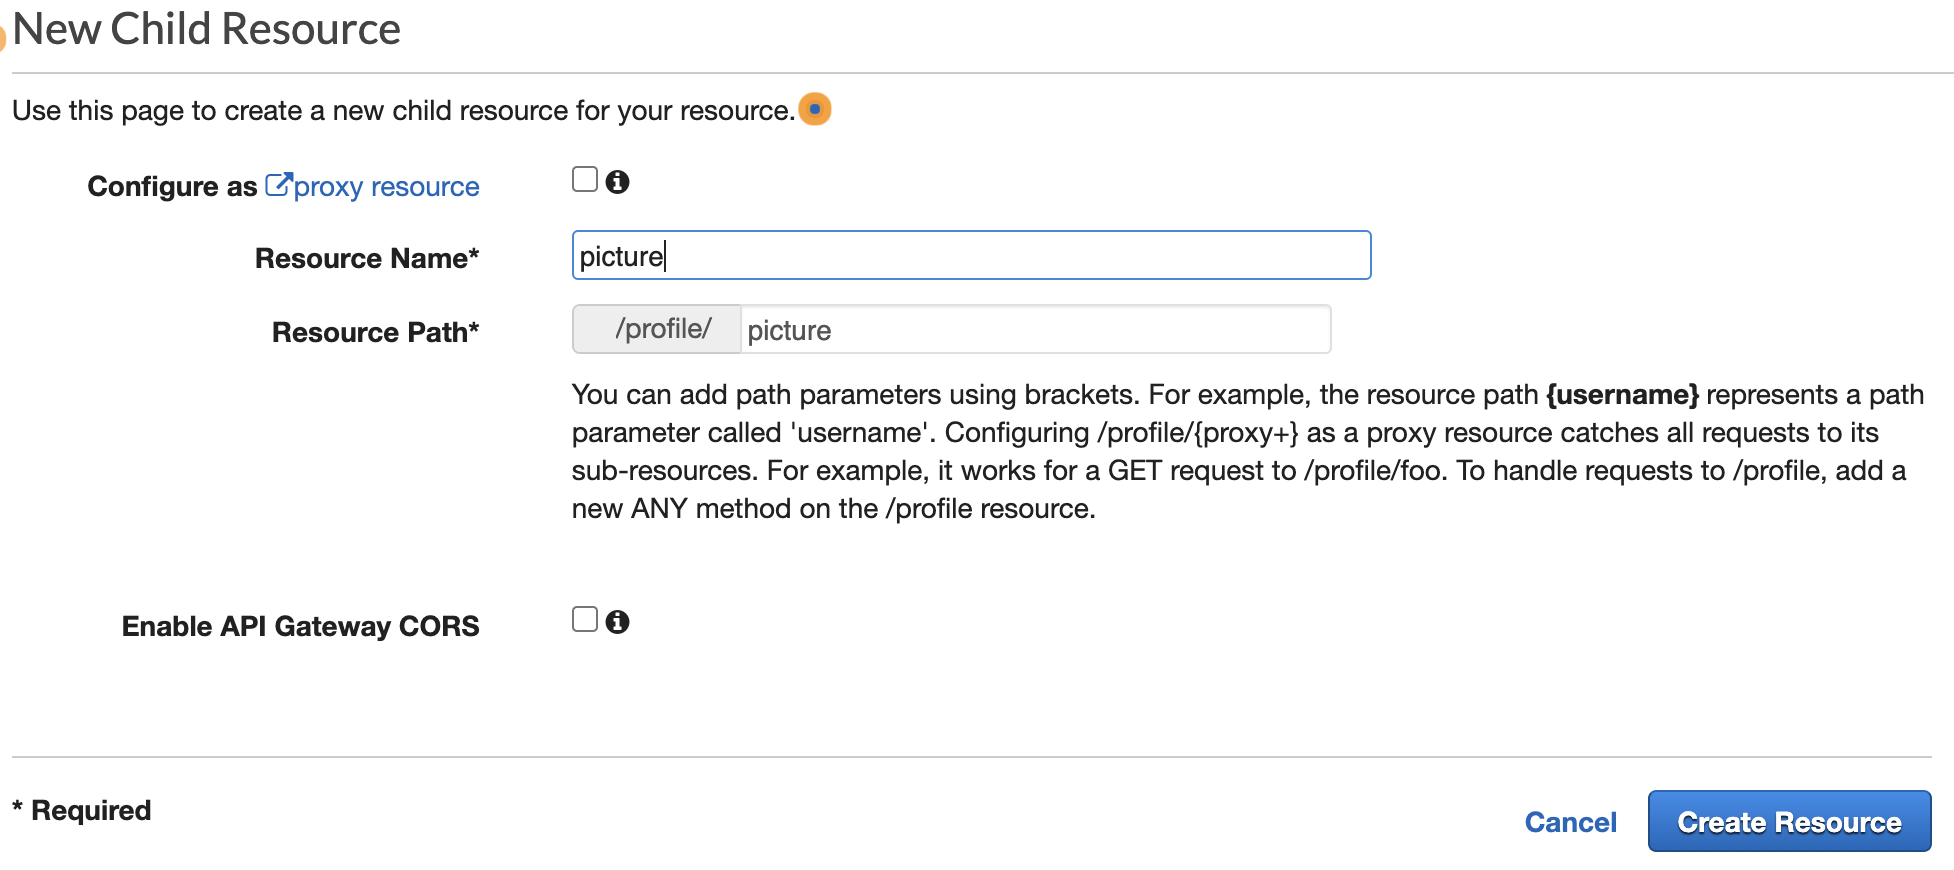 New Child Resource
Use this page to create a new child resource for your resource.
Configure as proxy resource
Resource Name*
picture
Resource Path*
/profile/ picture
You can add path parameters using brackets. For example, the resource path {username} represents a path
parameter called 'username'. Configuring /profile/{proxy+} as a proxy resource catches all requests to its
sub-resources. For example, it works for a GET request to /profile/foo. To handle requests to /profile, add a
new ANY method on the /profile resource.
Enable API Gateway CORS
* Required
Cancel
Create Resource